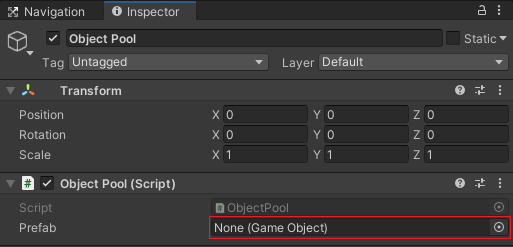 Navigation Inspector
Object Pool Static
Tag Untagged Layer Default
Transform
Position X 0 Y 0 Z 0
Rotation X 0 Y 0 Z 0
Scale X 1 Y 1 Z 1
# Object Pool (Script)
Script # ObjectPool
Prefab None (Game Object)